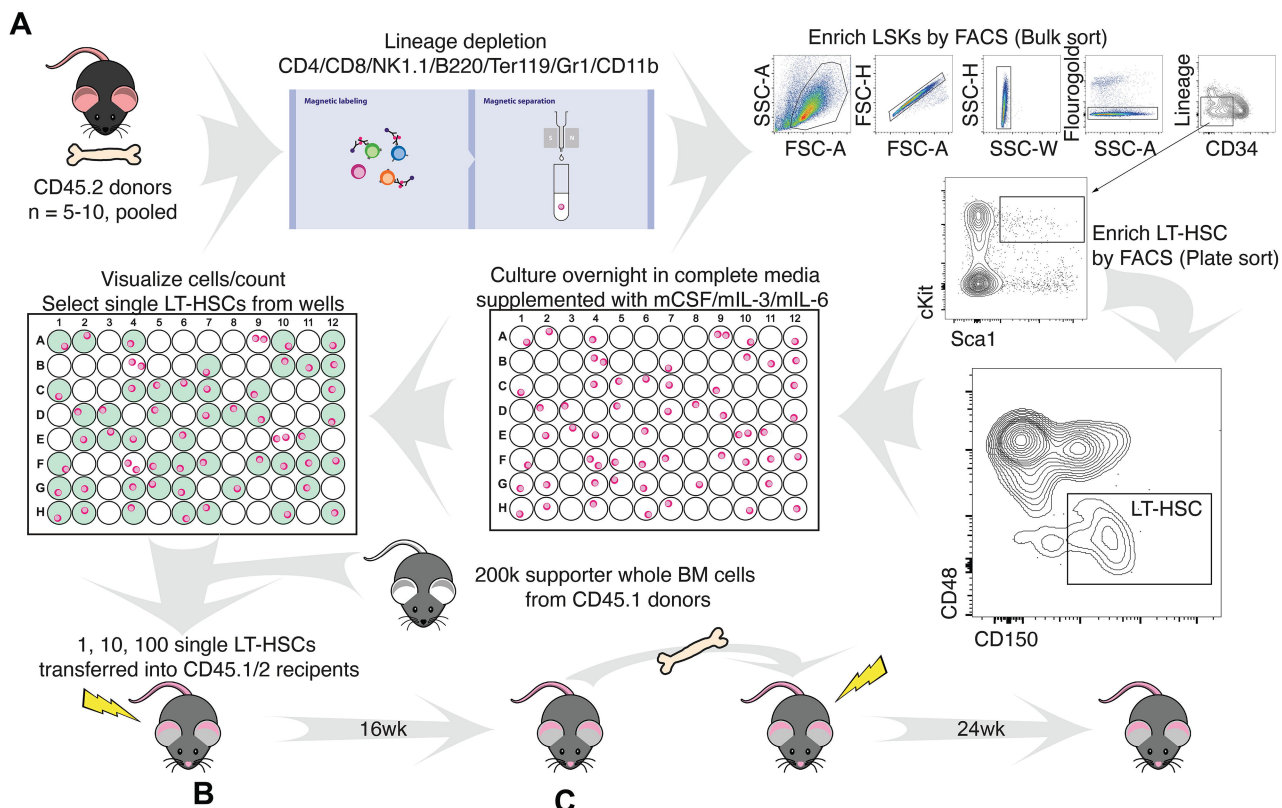 A
Lineage depletion
CD4/CD8/NK1.1/B220/Ter119/Gr1/CD11b
Magnetic labeling
Magnetic separation
S N
CD45.2 donors
n = 5-10, pooled
Enrich LSKs by FACS (Bulk sort)
SSC-A
FSC-A
FSC-H
FSC-A
SSC-H
SSC-W
Flourogold
SSC-A
Lineage
CD34
cKit
Sca1
Enrich LT-HSC
by FACS (Plate sort)
LT-HSC
CD48
CD150
Culture overnight in complete media
supplemented with mCSF/mIL-3/mIL-6
1 2 3 4 5 6 7 8 9 10 11 12
A
B
C
D
E
F
G
H
Visualize cells/count
Select single LT-HSCs from wells
1 2 3 4 5 6 7 8 9 10 11 12
A
B
C
D
E
F
G
H
200k supporter whole BM cells
from CD45.1 donors
1, 10, 100 single LT-HSCs
transferred into CD45.1/2 recipents
16wk
24wk
B
C